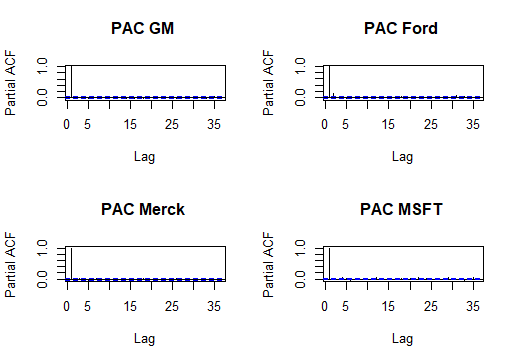 PAC GM
Partial ACF
0.0 1.0
0 5 15 25 35
Lag
PAC Ford
Partial ACF
0.0 1.0
0 5 15 25 35
Lag
PAC Merck
Partial ACF
0.0 1.0
0 5 15 25 35
Lag
PAC MSFT
Partial ACF
0.0 1.0
0 5 15 25 35
Lag